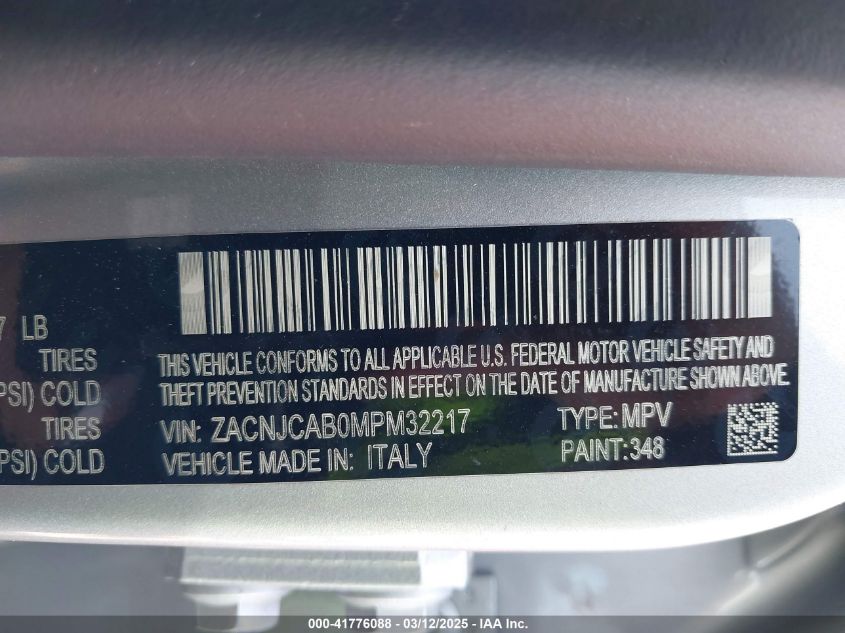 7 LB
TIRES
PSI) COLD
TIRES
PSI) COLD
THIS VEHICLE CONFORMS TO ALL APPLICABLE U.S. FEDERAL MOTOR VEHICLE SAFETY AND
THEFT PREVENTION STANDARDS IN EFFECT ON THE DATE OF MANUFACTURE SHOWN ABOVE
VIN: ZACNJCAB0MPM32217 TYPE: MPV
VEHICLE MADE IN: ITALY PAINT: 348
000-41776088 — 03/12/2025 — IAA Inc.